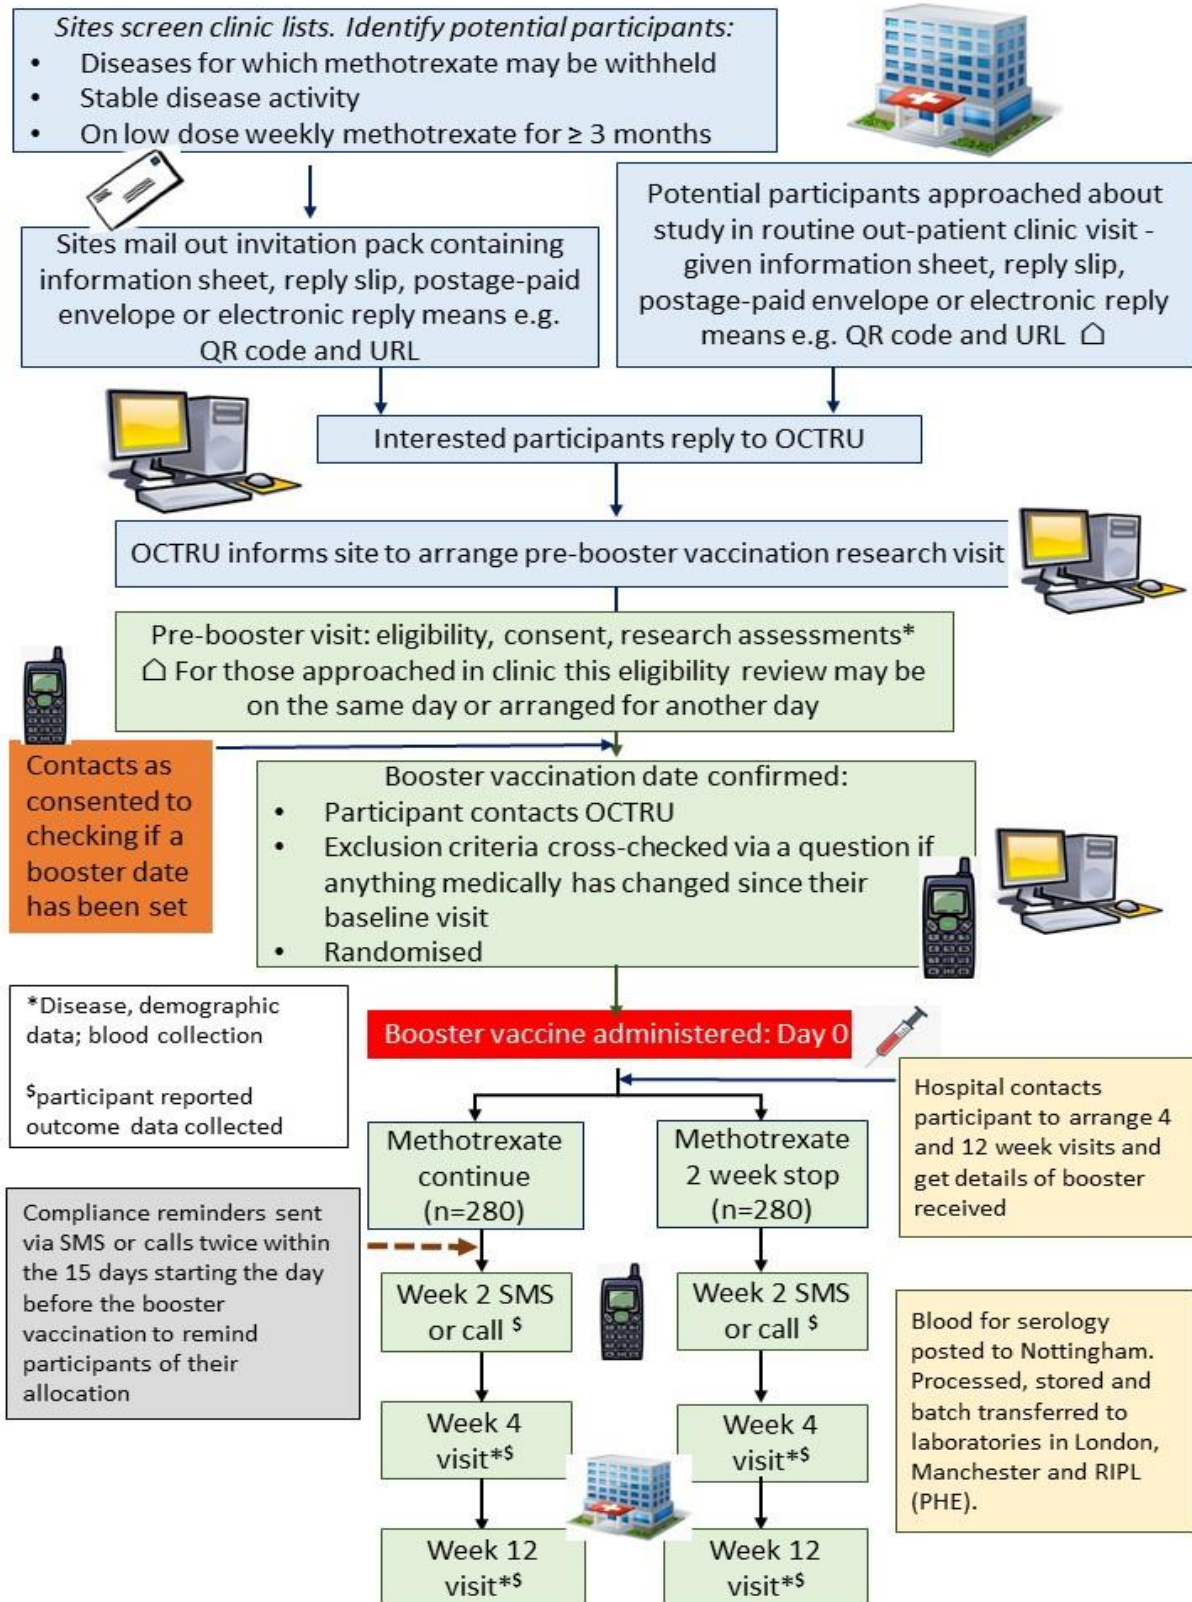 Sites screen clinic lists. Identify potential participants:
• Diseases for which methotrexate may be withheld
• Stable disease activity
• On low dose weekly methotrexate for ≥ 3 months
Sites mail out invitation pack containing
information sheet, reply slip, postage-paid
envelope or electronic reply means e.g.
QR code and URL
Potential participants approached about
study in routine out-patient clinic visit -
given information sheet, reply slip,
postage-paid envelope or electronic reply
means e.g. QR code and URL ⌂
Interested participants reply to OCTRU
OCTRU informs site to arrange pre-booster vaccination research visit
Pre-booster visit: eligibility, consent, research assessments*
⌂ For those approached in clinic this eligibility review may be
on the same day or arranged for another day
Contacts as
consented to
checking if a
booster date
has been set
Booster vaccination date confirmed:
• Participant contacts OCTRU
• Exclusion criteria cross-checked via a question if
anything medically has changed since their
baseline visit
• Randomised
*Disease, demographic
data; blood collection
$participant reported
outcome data collected
Booster vaccine administered: Day 0
Hospital contacts
participant to arrange 4
and 12 week visits and
get details of booster
received
Methotrexate
continue
(n=280)
Methotrexate
2 week stop
(n=280)
Compliance reminders sent
via SMS or calls twice within
the 15 days starting the day
before the booster
vaccination to remind
participants of their
allocation
Week 2 SMS
or call $
Week 2 SMS
or call $
Blood for serology
posted to Nottingham.
Processed, stored and
batch transferred to
laboratories in London,
Manchester and RIPL
(PHE).
Week 4
visit*$
Week 4
visit*$
Week 12
visit*$
Week 12
visit*$